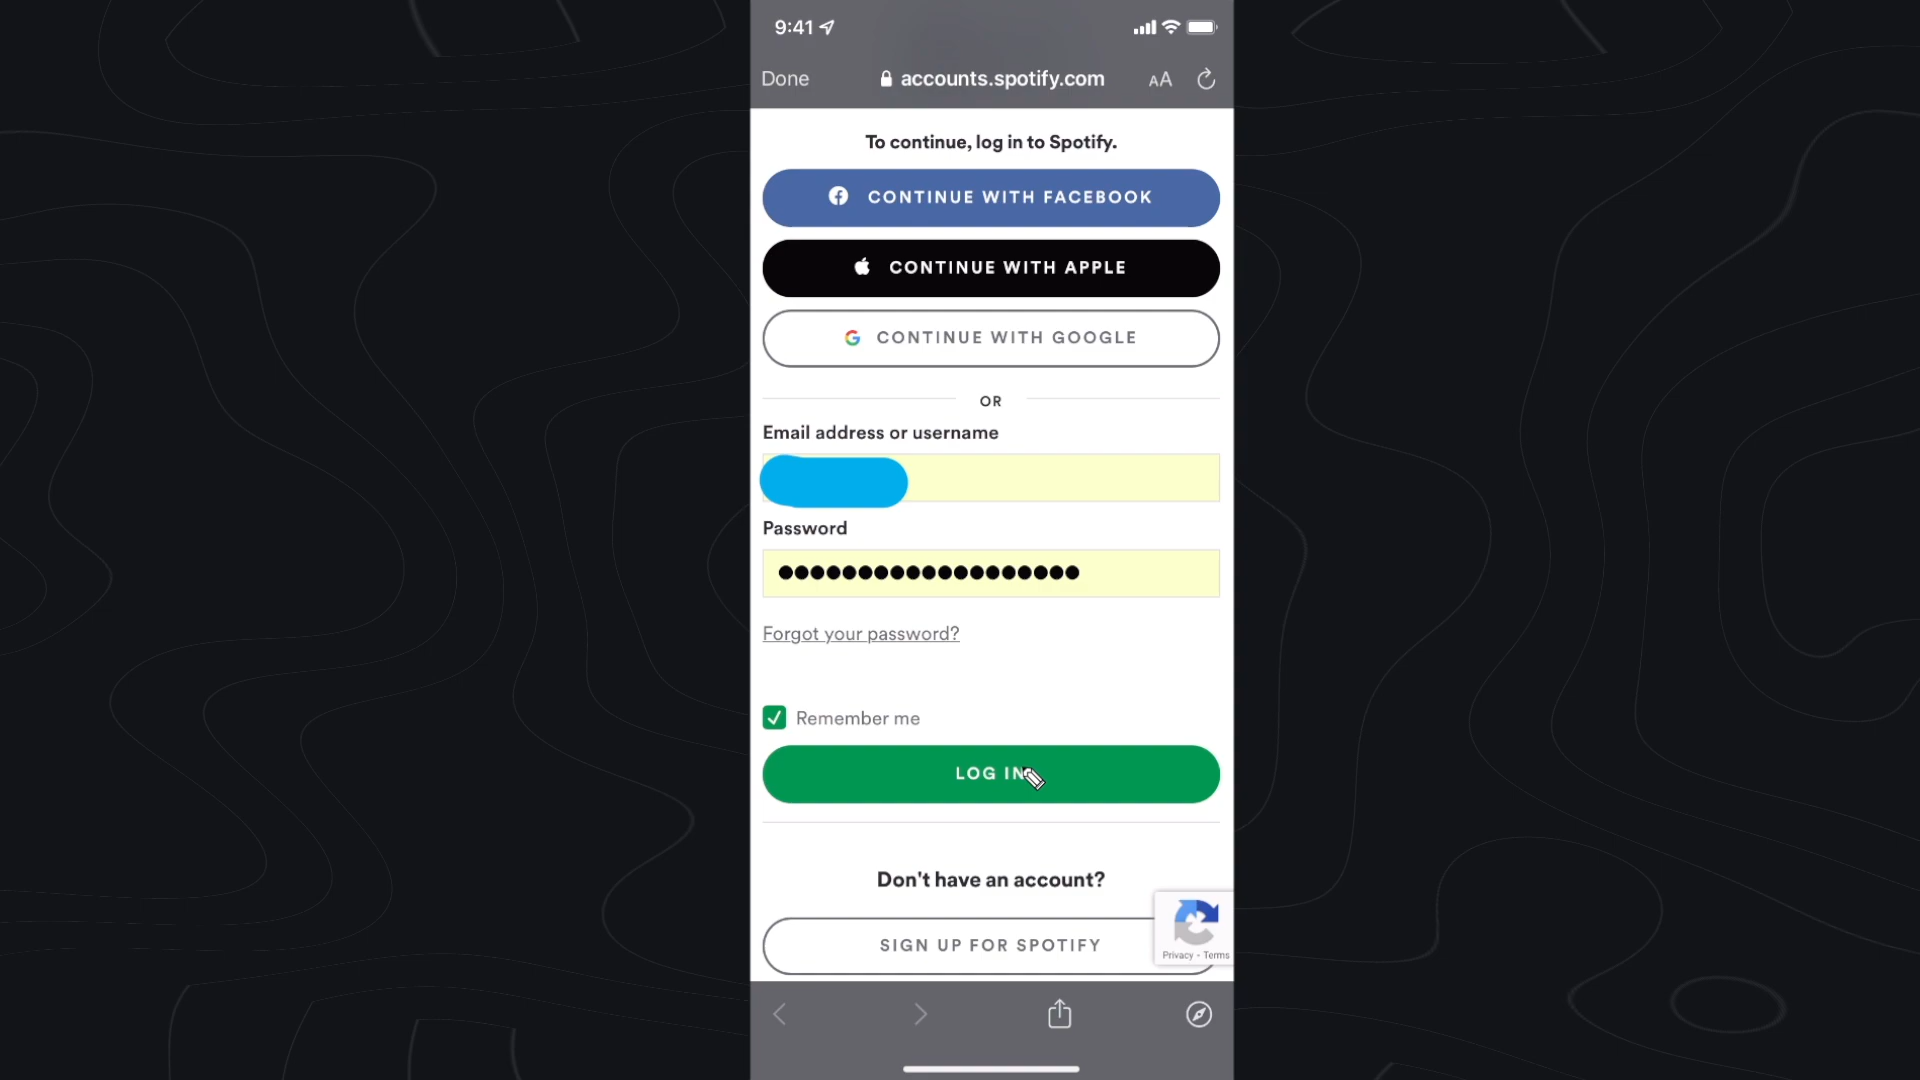 9:41
Done
accounts.spotify.com
AA
To continue, log in to Spotify.
CONTINUE WITH FACEBOOK
CONTINUE WITH APPLE
CONTINUE WITH GOOGLE
OR
Email address or username
Password
●●●●●●●●●●●●●●●●●●●
Forgot your password?
Remember me
LOG IN
Don't have an account?
SIGN UP FOR SPOTIFY
Privacy - Terms